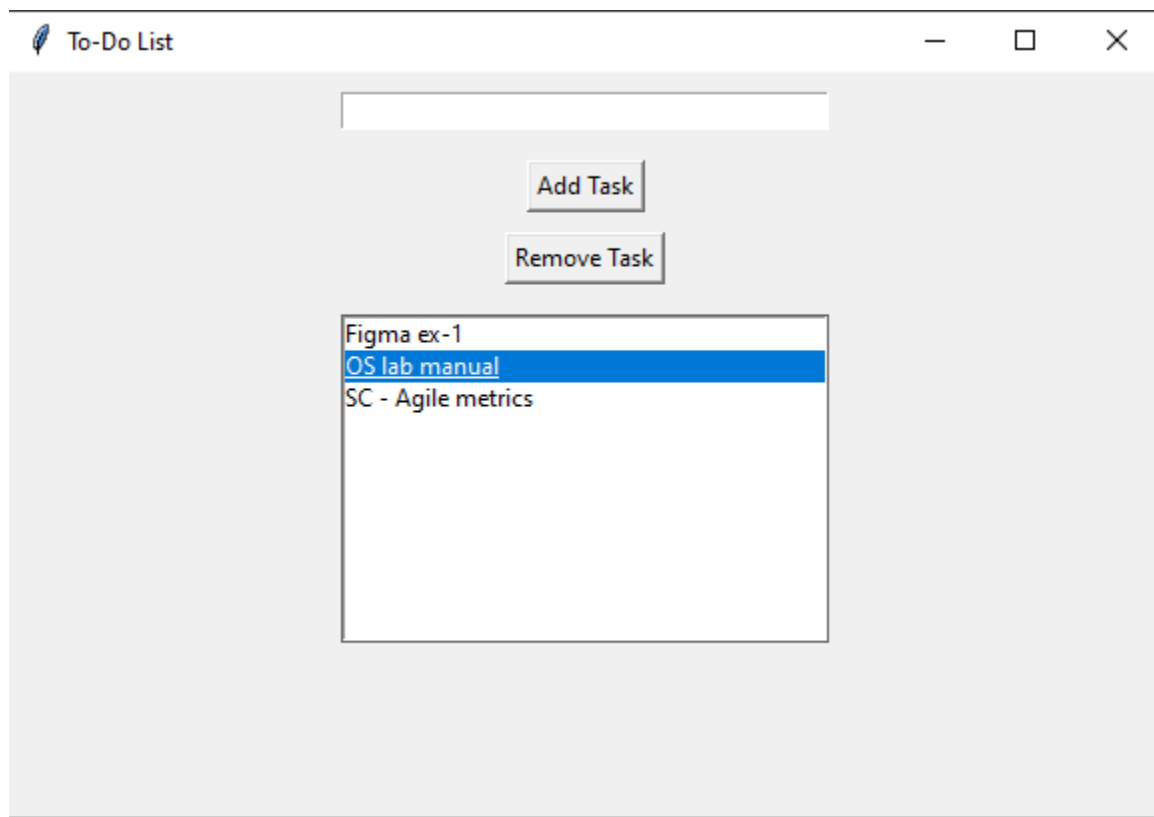 To-Do List
Add Task
Remove Task
Figma ex-1
OS lab manual
SC - Agile metrics